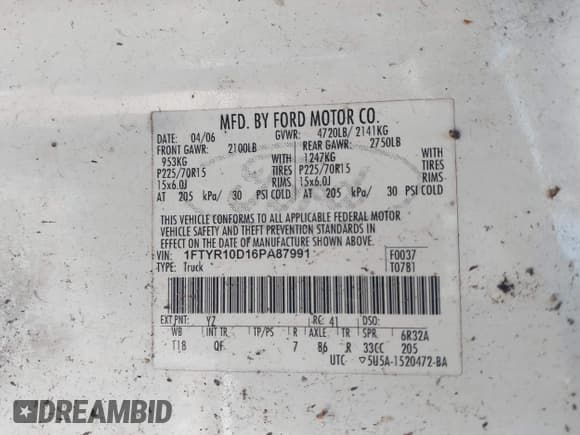 MFD. BY FORD MOTOR CO.
DATE: 04/06 GVWR: 4720LB/ 2141KG
FRONT GAWR: 2100LB REAR GAWR: 2750LB
953KG WITH 1247KG WITH
P225/70R15 TIRES P225/70R15 TIRES
15x6.0J RIMS 15x6.0J RIMS
AT 205 kPa/ 30 PSI COLD AT 205 kPa/ 30 PSI COLD
THIS VEHICLE CONFORMS TO ALL APPLICABLE FEDERAL MOTOR
VEHICLE SAFETY AND THEFT PREVENTION STANDARDS IN
EFFECT ON THE DATE OF MANUFACTURE SHOWN ABOVE.
VIN: 1FTYR10D16PA87991 F0037
TYPE: Truck T0781
EXT PNT: YZ RC: 41 DSO:
WB INT TR TP/PS R AXLE TR SPR 6R32A
118 QF 7 86 R 33CC 205
UTC ▽5U5A-1520472-BA
Ford
DREAMBID
DREAMBID